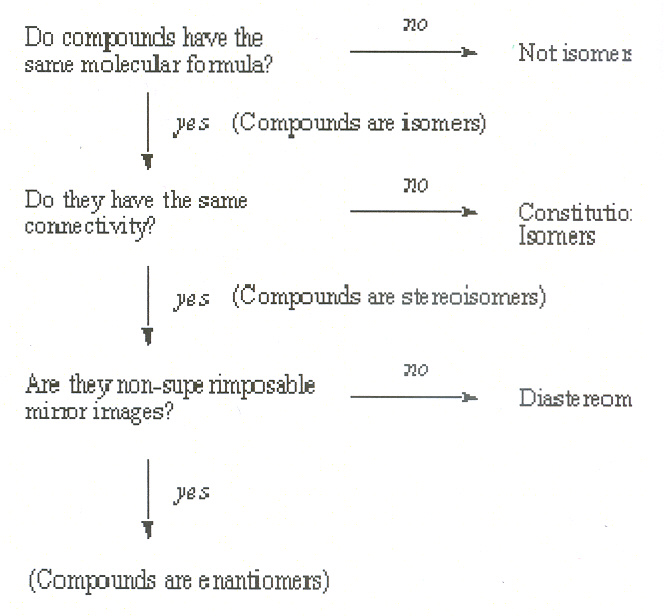 no
Do compounds have the
same molecular formula?
Not isomer
yes (Compounds are isomers)
no
Do they have the same
connectivity?
Constitutio
Isomers
yes (Compounds are stereoisomers)
no
Are they non-superimposable
mirror images?
Diastereom
yes
(Compounds are enantiomers)